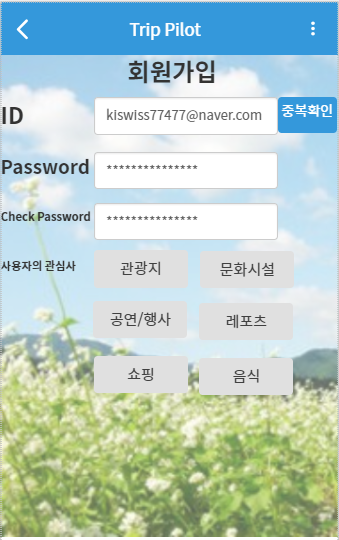 Trip Pilot
회원가입
ID kiswiss77477@naver.com 중복확인
Password ***************
Check Password ***************
사용자의 관심사 관광지 문화시설
공연/행사 레포츠
쇼핑 음식